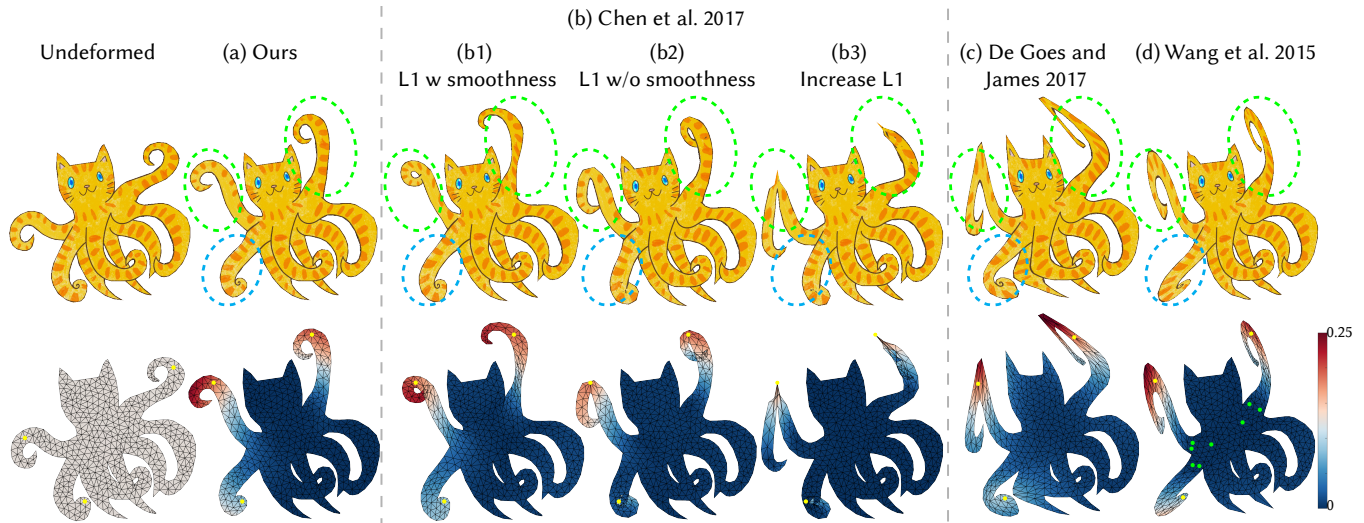 (b) Chen et al. 2017
Undeformed
(a) Ours
(b1)
L1 w smoothness
(b2)
L1 w/o smoothness
(b3)
Increase L1
(c) De Goes and
James 2017
(d) Wang et al. 2015
0.25
0